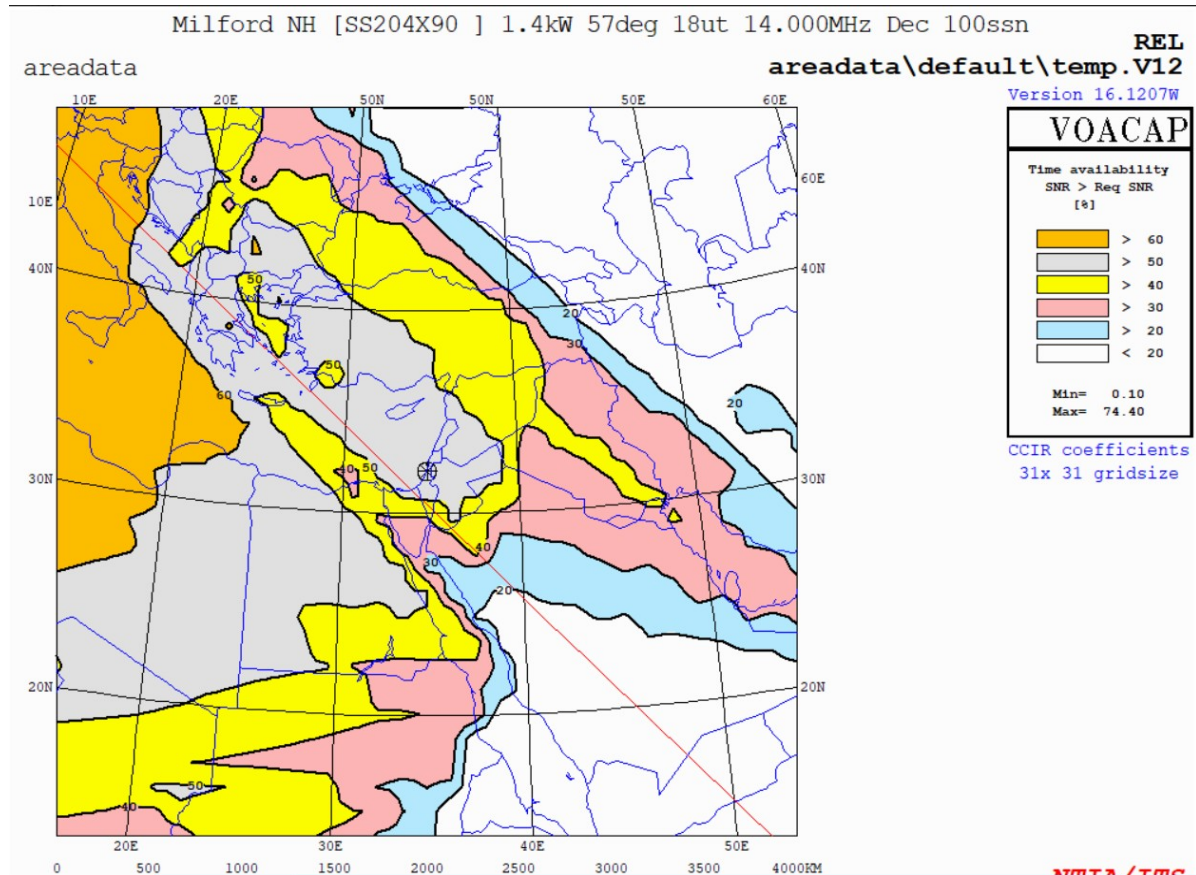 Milford NH [SS204X90 ] 1.4kW 57deg 18ut 14.000MHz Dec 100ssn
REL
areadata
areadata\default\temp.V12
Version 16.1207W
VOACAP
Time availability
SNR > Req SNR
[%]
> 60
> 50
> 40
> 30
> 20
< 20
Min= 0.10
Max= 74.40
CCIR coefficients
31x 31 gridsize
10E 20E 50N 50N 50E 60E
60E
10E
40N 40N
50
20
30
50
20
60
40 50
30N 30N
40
30
20
20N 20N
50
40
20E 30E 40E 50E
0 500 1000 1500 2000 2500 3000 3500 4000KM
NTIA/ITS